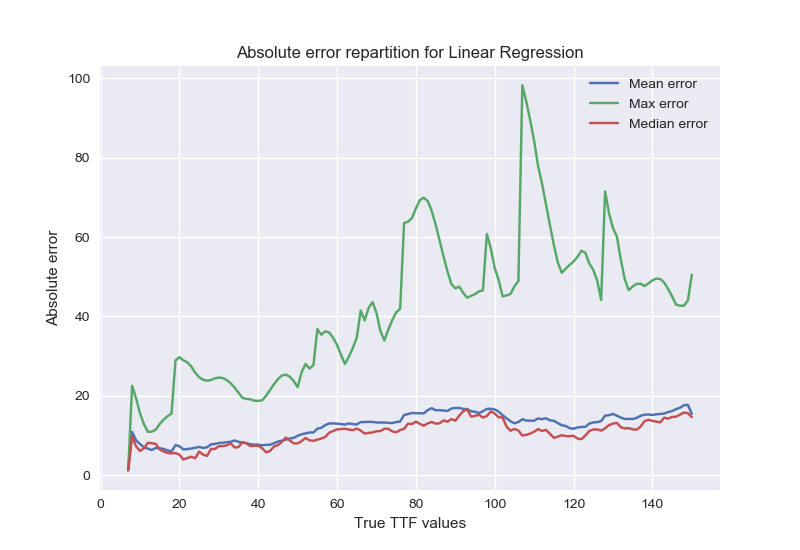 Absolute error repartition for Linear Regression
Mean error
Max error
Median error
Absolute error
100
80
60
40
20
0
0 20 40 60 80 100 120 140
True TTF values